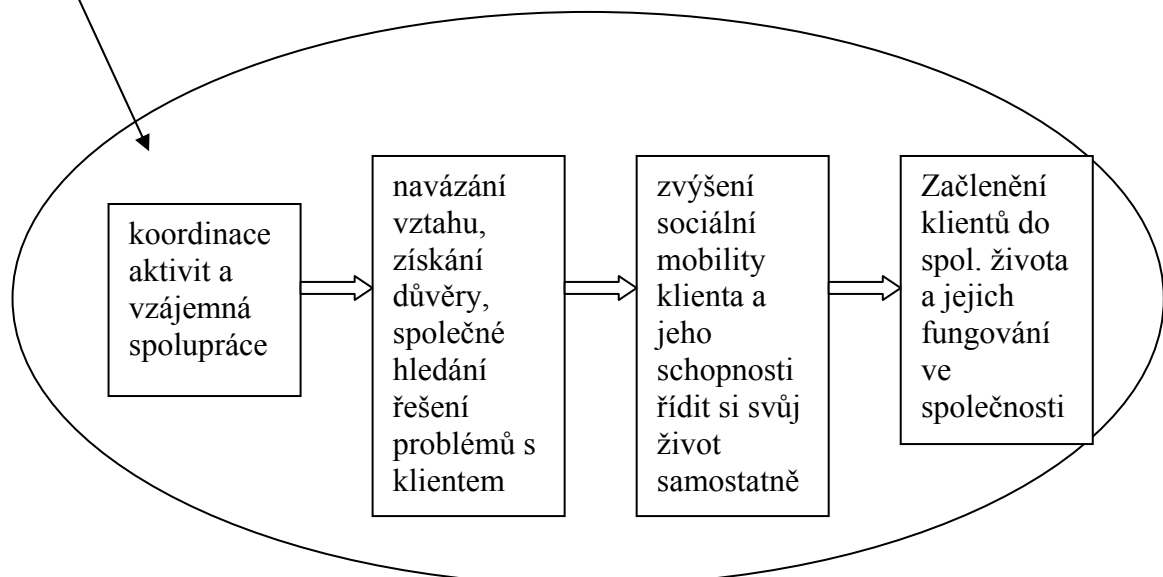 koordinace
aktivit a
vzájemná
spolupráce
navázání
vztahu,
získání
důvěry,
společné
hledání
řešení
problémů s
klientem
zvýšení
sociální
mobility
klienta a
jeho
schopnosti
řídit si svůj
život
samostatně
Začlenění
klientů do
spol. života
a jejich
fungování
ve
společnosti